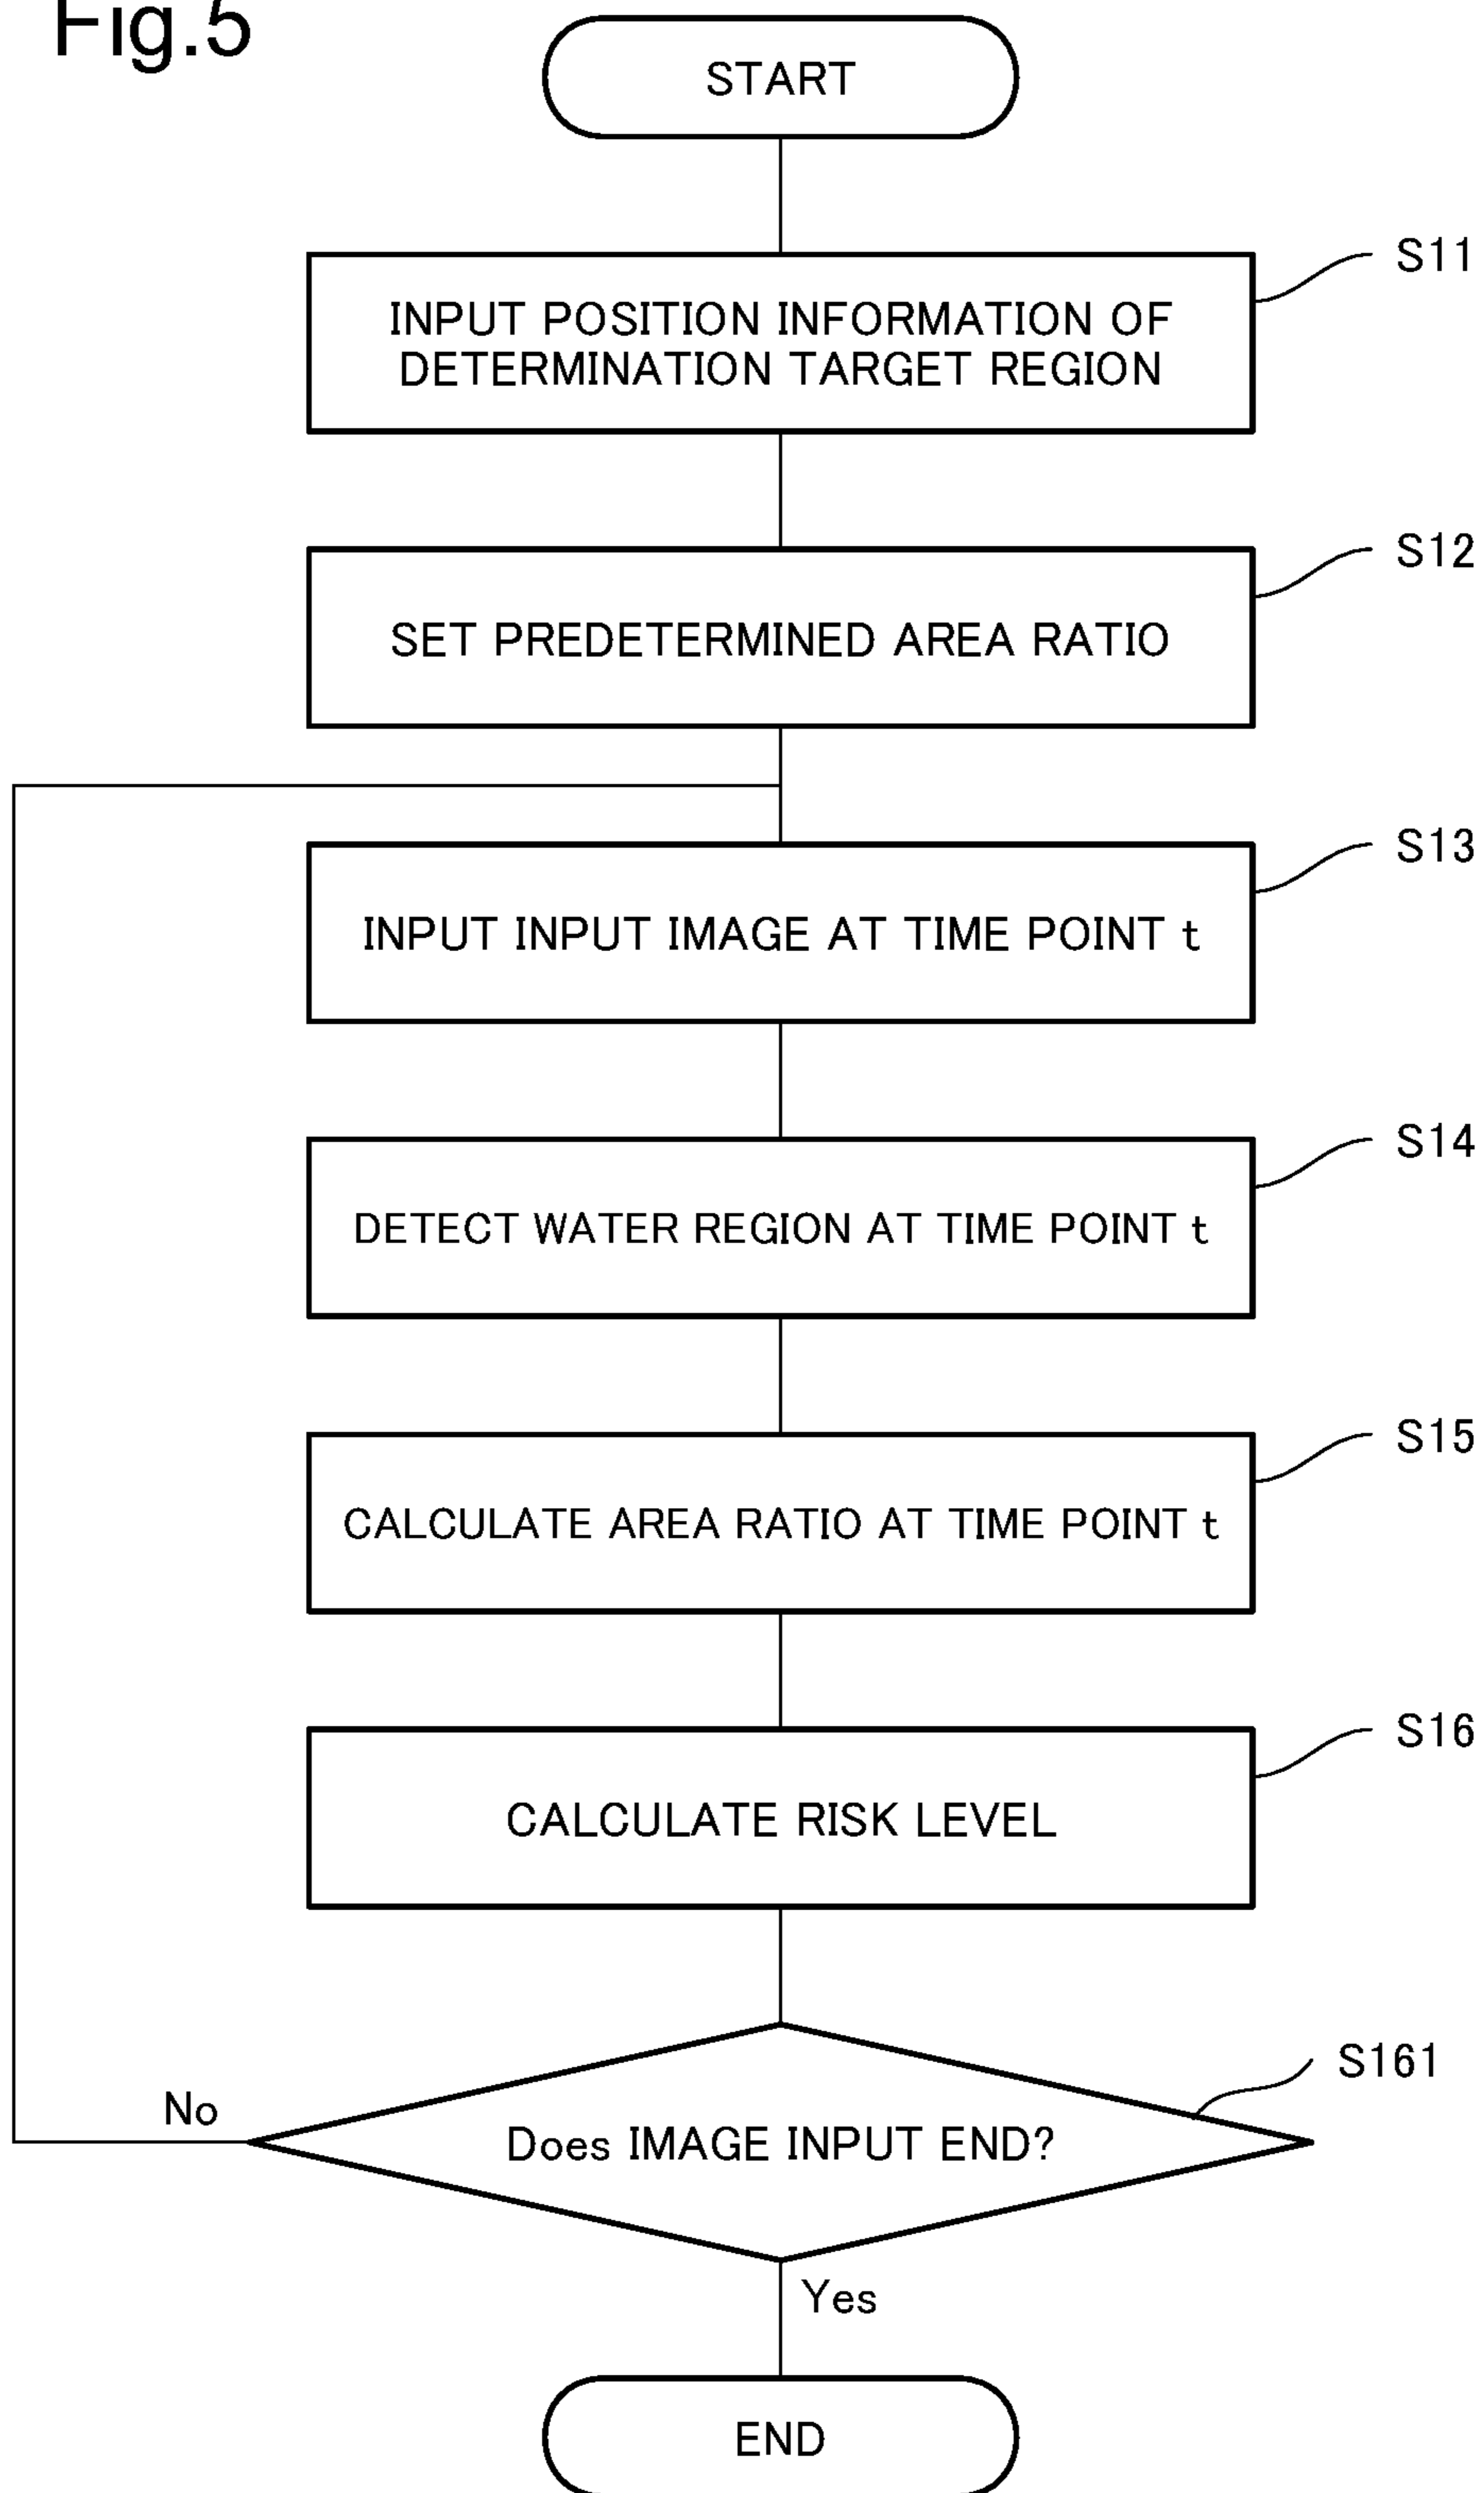 Fig.5
START
S11
INPUT POSITION INFORMATION OF
DETERMINATION TARGET REGION
S12
SET PREDETERMINED AREA RATIO
S13
INPUT INPUT IMAGE AT TIME POINT t
S14
DETECT WATER REGION AT TIME POINT t
S15
CALCULATE AREA RATIO AT TIME POINT t
S16
CALCULATE RISK LEVEL
S161
No
Does IMAGE INPUT END?
Yes
END